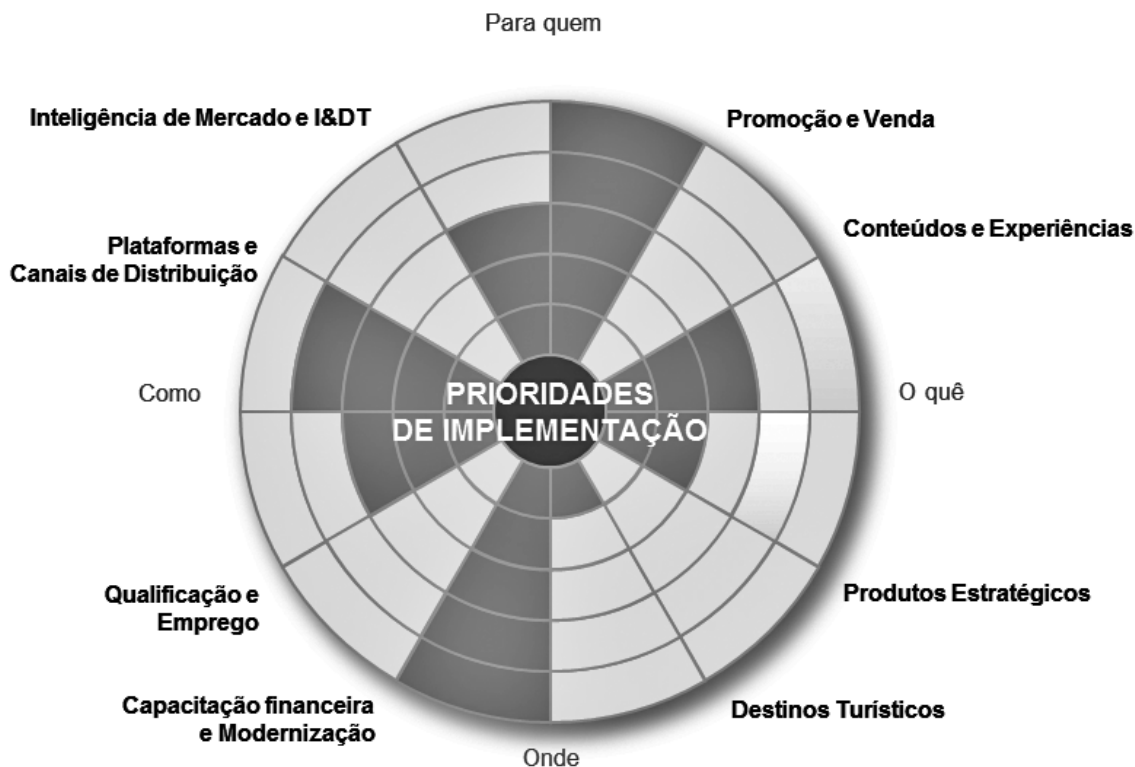 Para quem
Inteligência de Mercado e I&DT
Promoção e Venda
Conteúdos e Experiências
Plataformas e
Canais de Distribuição
Como
PRIORIDADES
DE IMPLEMENTAÇÃO
O quê
Qualificação e
Emprego
Produtos Estratégicos
Capacitação financeira
e Modernização
Destinos Turísticos
Onde